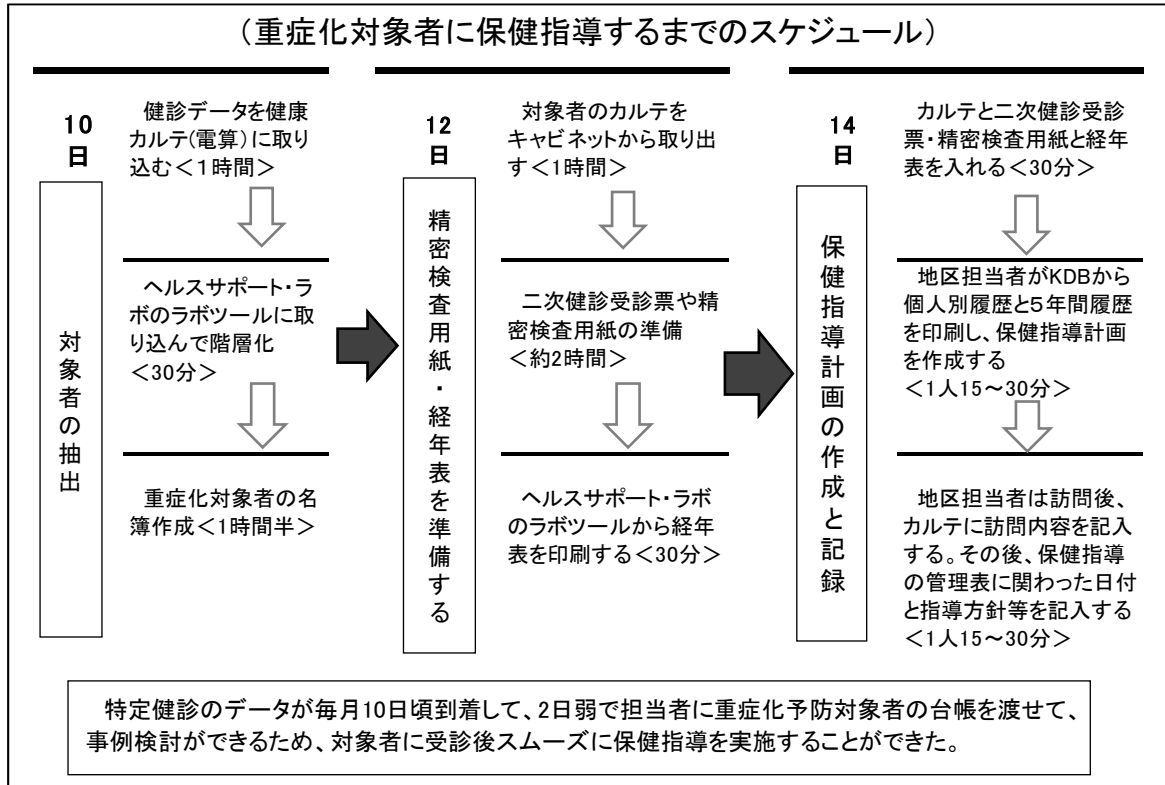 （重症化対象者に保健指導するまでのスケジュール）
10
日
対象者の抽出
健診データを健康
カルテ(電算)に取り
込む＜１時間＞
ヘルスサポート・ラ
ボのラボツールに取
り込んで階層化
＜30分＞
重症化対象者の名
簿作成＜１時間半＞
12
日
精密検査用紙・経年表を準備する
対象者のカルテを
キャビネットから取り出
す＜1時間＞
二次健診受診票や精
密検査用紙の準備
＜約2時間＞
ヘルスサポート・ラボ
のラボツールから経年
表を印刷する＜30分＞
14
日
保健指導計画の作成と記録
カルテと二次健診受診
票・精密検査用紙と経年
表を入れる＜30分＞
地区担当者がKDBから
個人別履歴と５年間履歴
を印刷し、保健指導計画
を作成する
＜1人15～30分＞
地区担当者は訪問後、
カルテに訪問内容を記入
する。その後、保健指導
の管理表に関わった日付
と指導方針等を記入する
＜1人15～30分＞
特定健診のデータが毎月10日頃到着して、2日弱で担当者に重症化予防対象者の台帳を渡せて、
事例検討ができるため、対象者に受診後スムーズに保健指導を実施することができた。